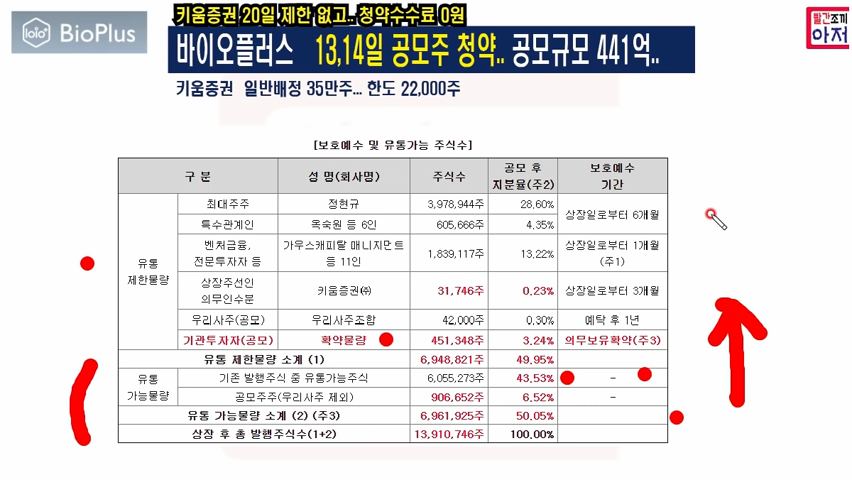 BioPlus
키움증권 20일 제한 없고.. 청약수수료 0원
빨간조끼
아저
바이오플러스 13,14일 공모주 청약.. 공모규모 441억..
키움증권 일반배정 35만주... 한도 22,000주
[보호예수 및 유통가능 주식수]
구 분 성 명(회사명) 주식수 공모 후 지분율(주2) 보호예수 기간
유통 제한물량 최대주주 정현규 3,978,944주 28,60% 상장일로부터 6개월
특수관계인 옥숙원 등 6인 605,666주 4,35%
벤처금융, 전문투자자 등 가우스캐피탈 매니지먼트 등 11인 1,839,117주 13,22% 상장일로부터 1개월 (주1)
상장주선인 의무인수분 키움증권㈜ 31,746주 0,23% 상장일로부터 3개월
우리사주(공모) 우리사주조합 42,000주 0,30% 예탁 후 1년
기관투자자(공모) 확약물량 451,348주 3,24% 의무보유확약(주3)
유통 제한물량 소계 (1) 6,948,821주 49,95%
유통 가능물량 기존 발행주식 중 유통가능주식 6,055,273주 43,53% -
공모주주(우리사주 제외) 906,652주 6,52% -
유통 가능물량 소계 (2) (주3) 6,961,925주 50,05%
상장 후 총 발행주식수(1+2) 13,910,746주 100,00%